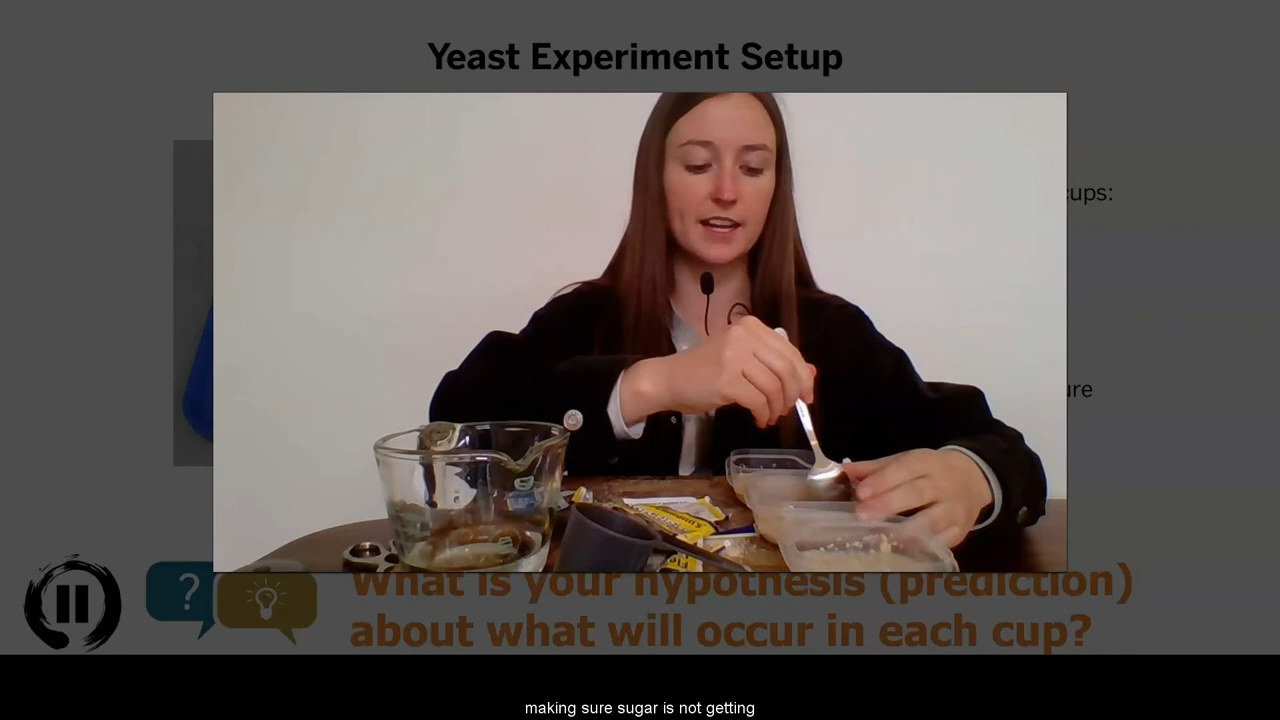 Yeast Experiment Setup
cups:
ure
?
What is your hypothesis (prediction)
about what will occur in each cup?
making sure sugar is not getting